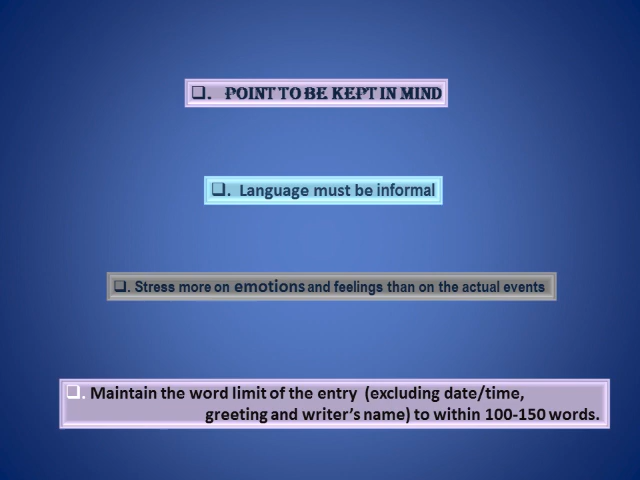 ❑. POINT TO BE KEPT IN MIND
❑. Language must be informal
❑. Stress more on emotions and feelings than on the actual events
❑. Maintain the word limit of the entry (excluding date/time,
greeting and writer’s name) to within 100-150 words.